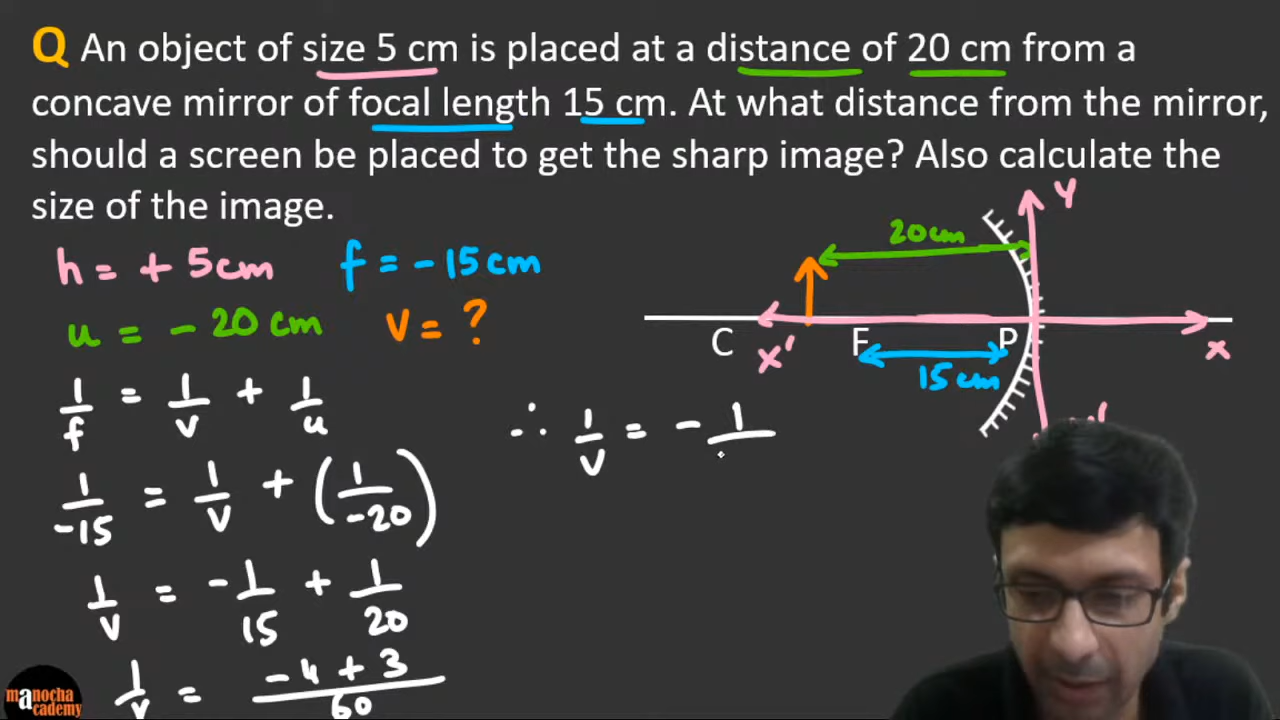 Q An object of size 5 cm is placed at a distance of 20 cm from a
concave mirror of focal length 15 cm. At what distance from the mirror,
should a screen be placed to get the sharp image? Also calculate the
size of the image.
h = + 5cm
f = - 15 cm
u = - 20 cm
v = ?
1/f = 1/v + 1/u
1/-15 = 1/v + (1/-20)
1/v = - 1/15 + 1/20
1/v = - 4 + 3 / 60
∴ 1/v = - 1/
Y
20cm
C
X'
F
P
X
15cm
manocha
academy